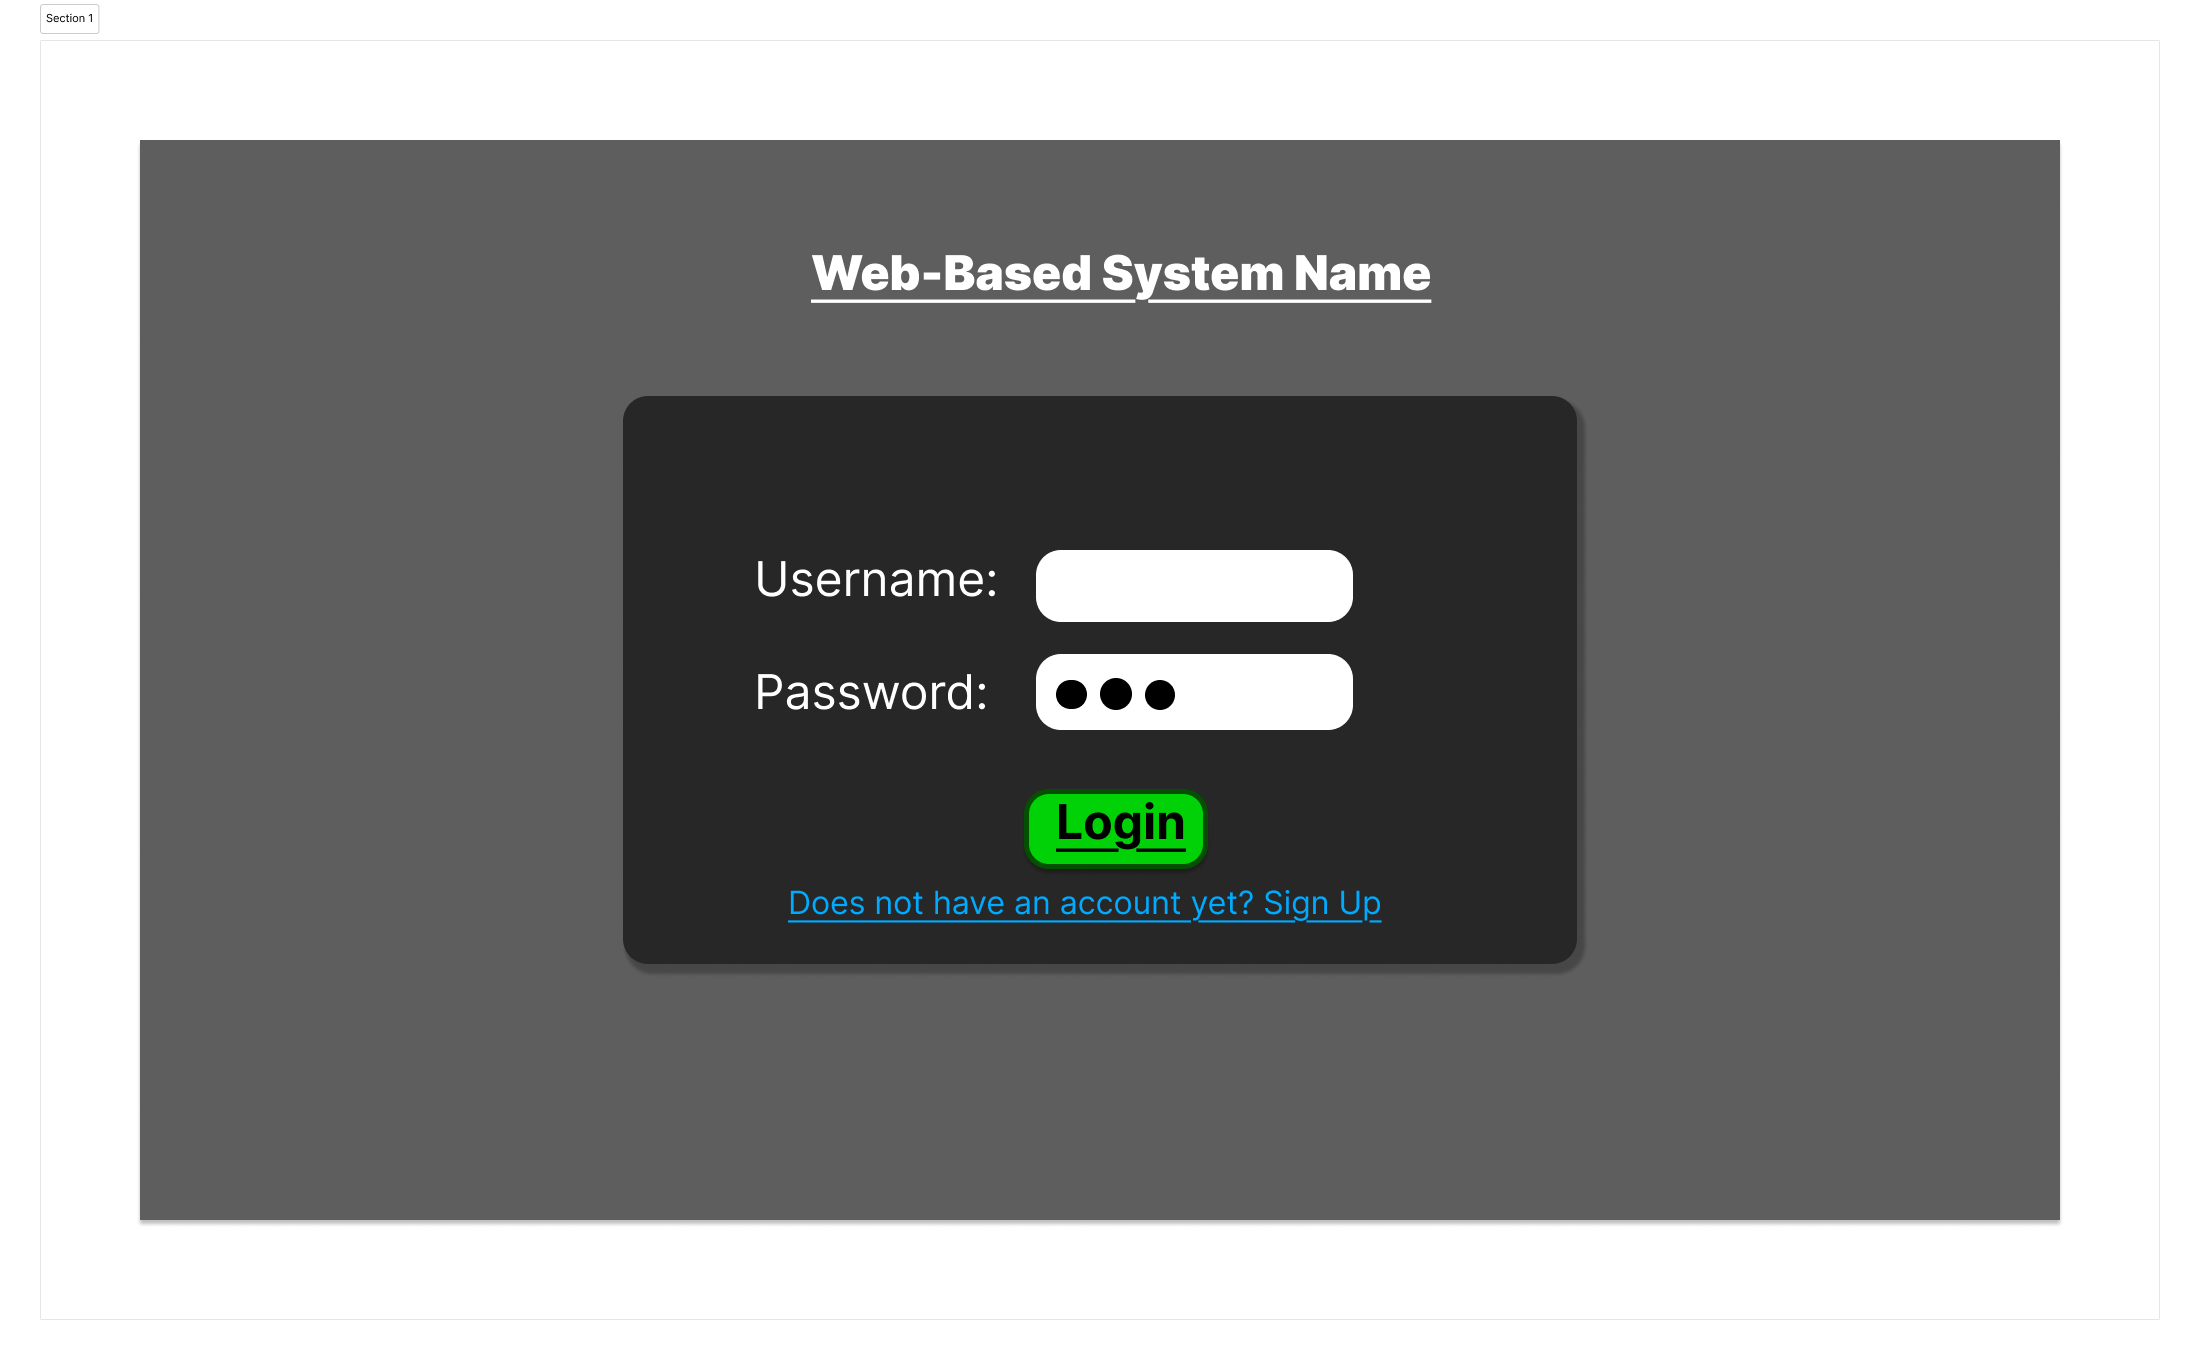 Section 1
Web-Based System Name
Username:
Password:
Login
Does not have an account yet? Sign Up